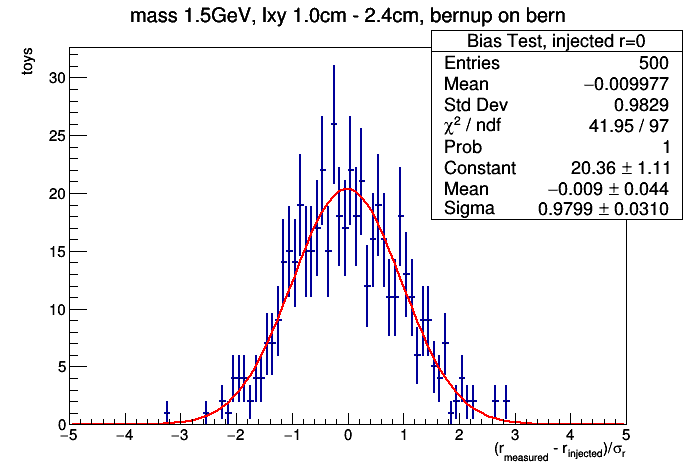 mass 1.5GeV, lxy 1.0cm - 2.4cm, bernup on bern
toys
Bias Test, injected r=0
Entries 500
Mean −0.009977
Std Dev 0.9829
χ² / ndf 41.95 / 97
Prob 1
Constant 20.36 ± 1.11
Mean −0.009 ± 0.044
Sigma 0.9799 ± 0.0310
30
25
20
15
10
5
0
−5 −4 −3 −2 −1 0 1 2 3 4 5
(r_measured - r_injected)/σ_r